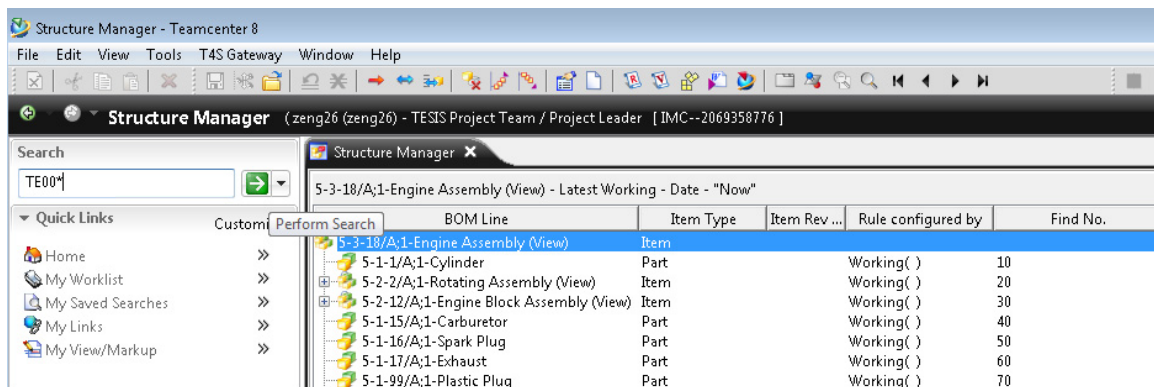 Structure Manager - Teamcenter 8
File Edit View Tools T4S Gateway Window Help
Structure Manager (zeng26 (zeng26) - TESIS Project Team / Project Leader [ IMC--2069358776 ]
Search
TE00*
Quick Links
Customi
Perform Search
Home
My Worklist
My Saved Searches
My Links
My View/Markup
Structure Manager
5-3-18/A;1-Engine Assembly (View) - Latest Working - Date - "Now"
BOM Line Item Type Item Rev ... Rule configured by Find No.
5-3-18/A;1-Engine Assembly (View) Item
5-1-1/A;1-Cylinder Part Working( ) 10
5-2-2/A;1-Rotating Assembly (View) Item Working( ) 20
5-2-12/A;1-Engine Block Assembly (View) Item Working( ) 30
5-1-15/A;1-Carburetor Part Working( ) 40
5-1-16/A;1-Spark Plug Part Working( ) 50
5-1-17/A;1-Exhaust Part Working( ) 60
5-1-99/A;1-Plastic Plug Part Working( ) 70